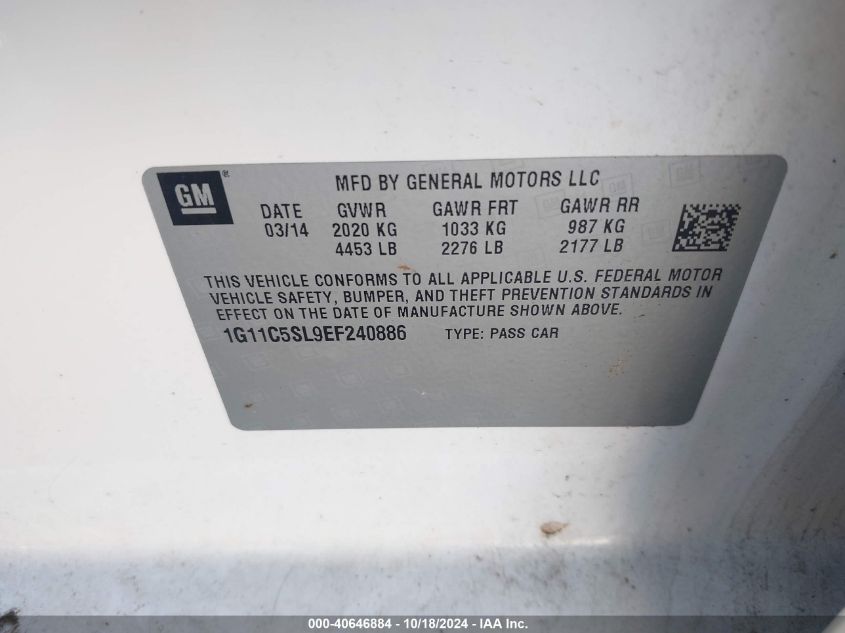 GM®
MFD BY GENERAL MOTORS LLC
DATE GVWR GAWR FRT GAWR RR
03/14 2020 KG 1033 KG 987 KG
4453 LB 2276 LB 2177 LB
THIS VEHICLE CONFORMS TO ALL APPLICABLE U.S. FEDERAL MOTOR
VEHICLE SAFETY, BUMPER, AND THEFT PREVENTION STANDARDS IN
EFFECT ON THE DATE OF MANUFACTURE SHOWN ABOVE.
1G11C5SL9EF240886 TYPE: PASS CAR
000-40646884 - 10/18/2024 - IAA Inc.